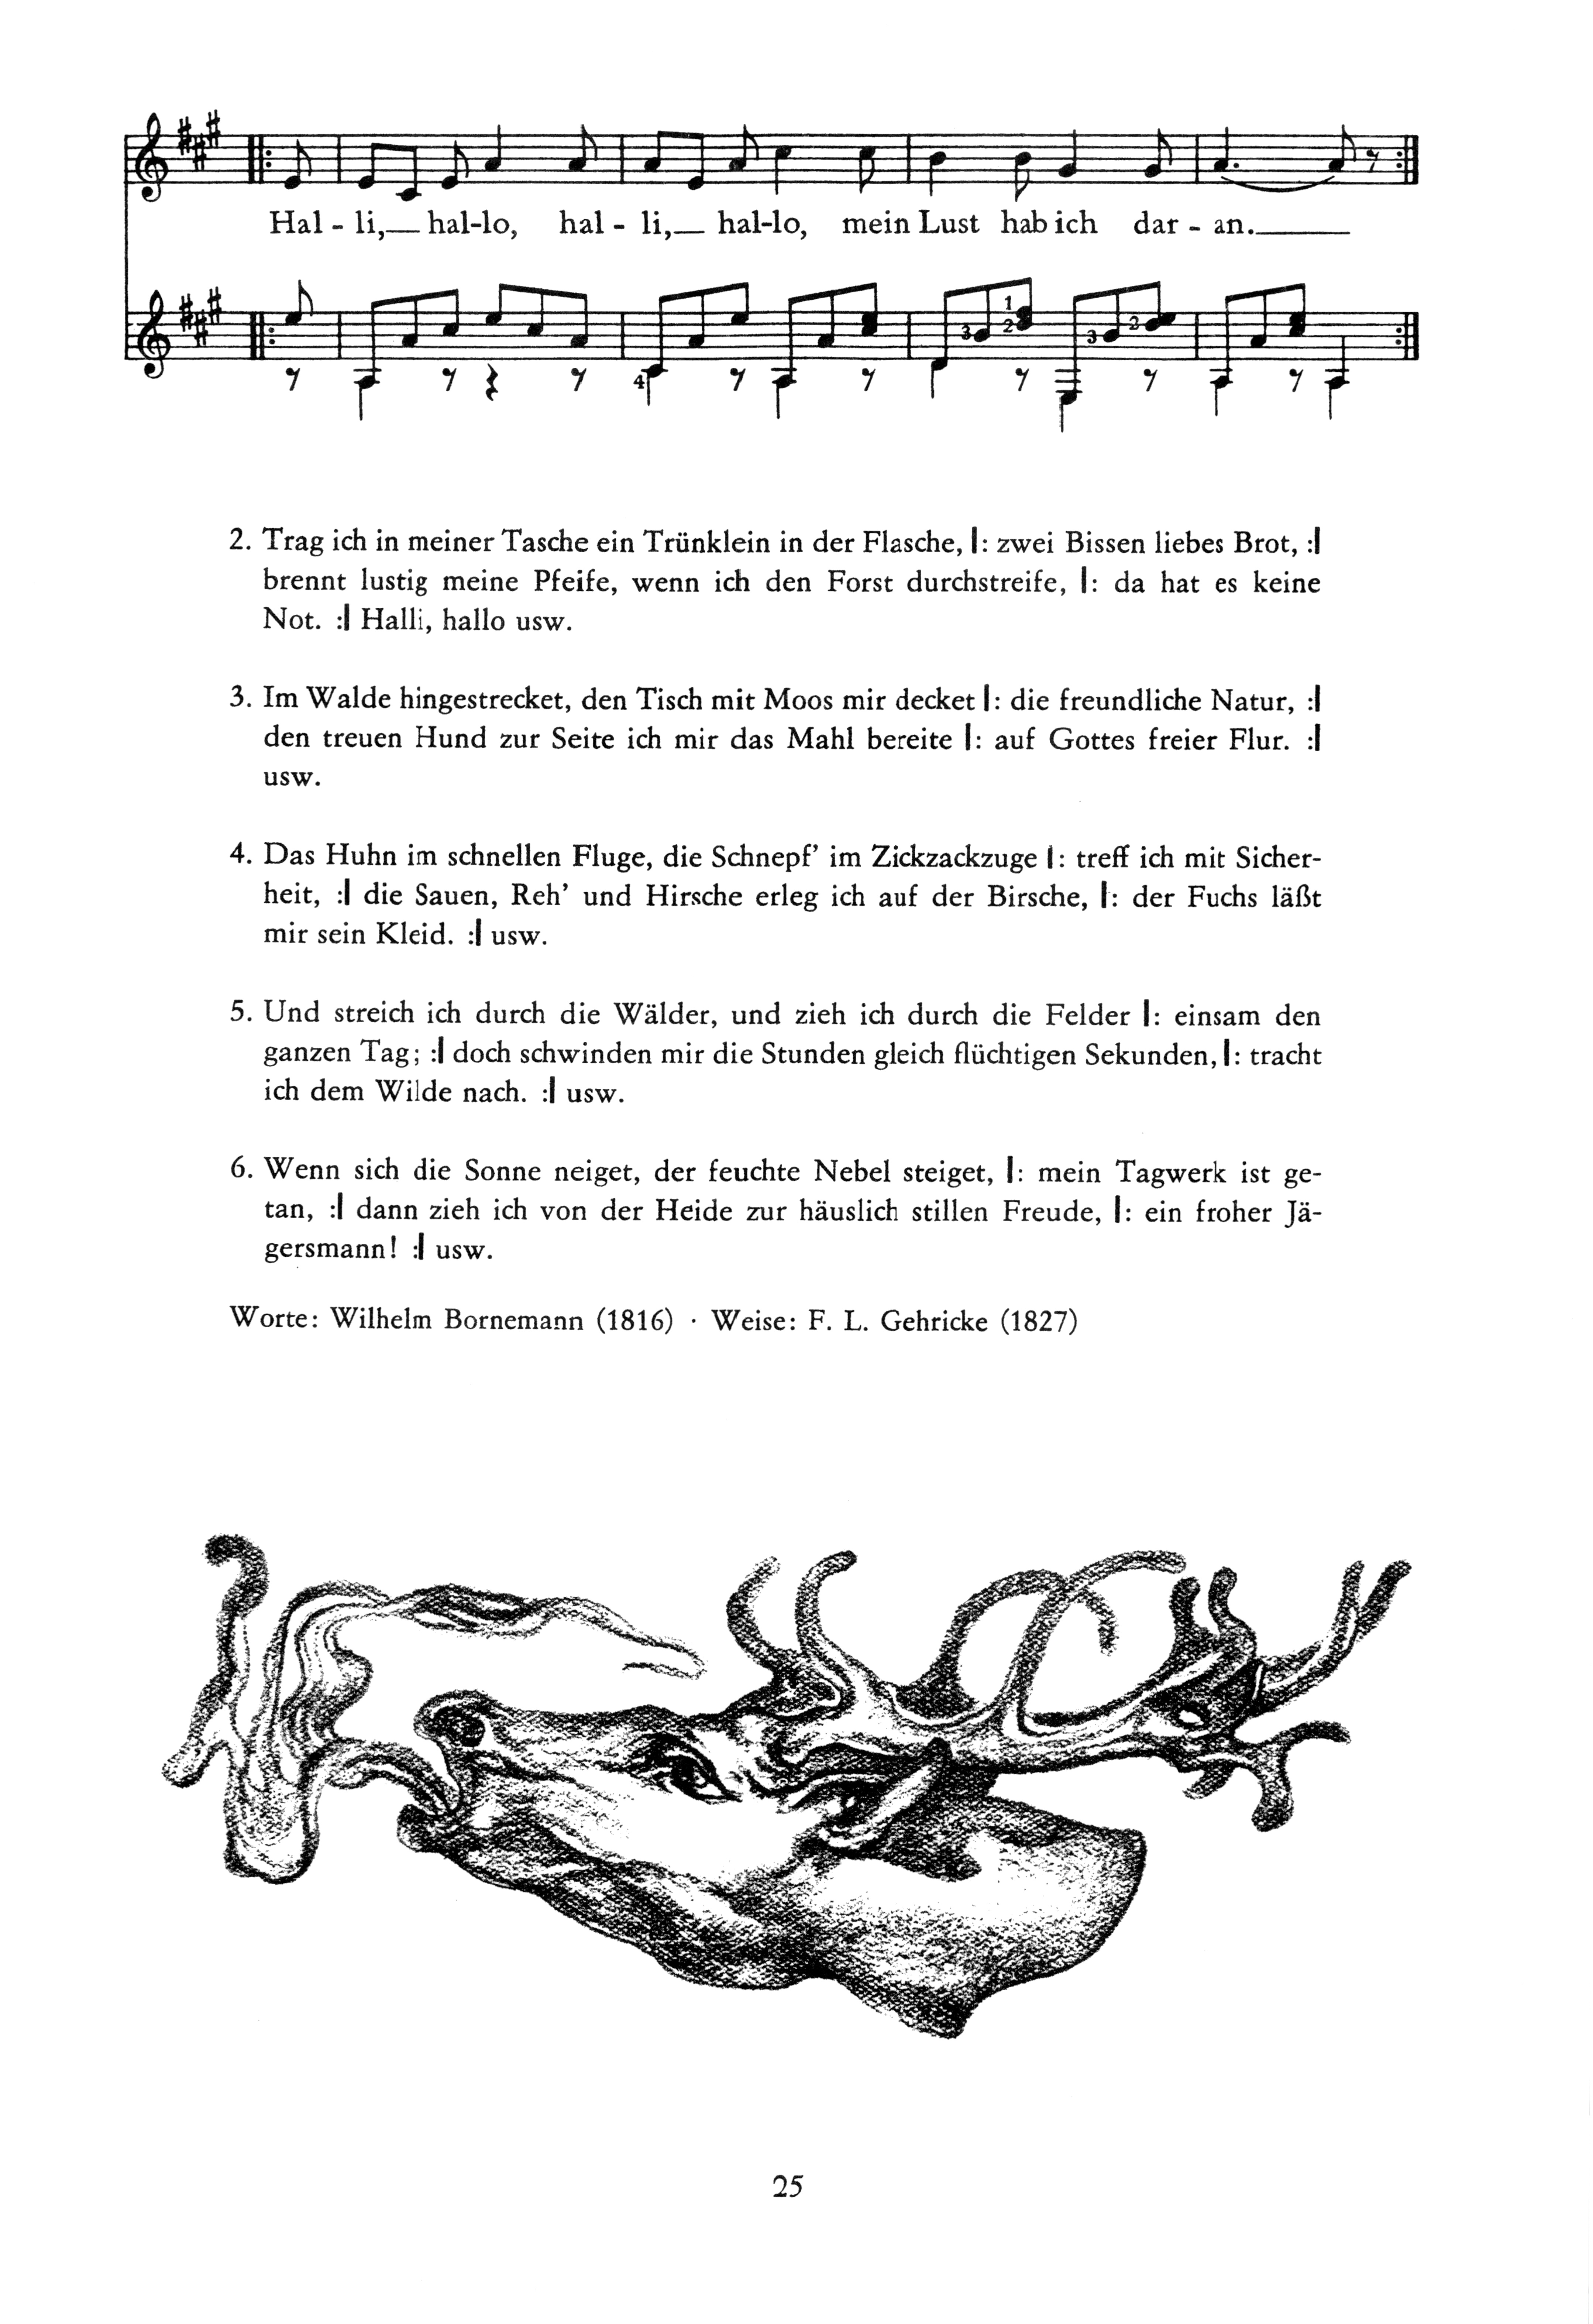 Hal - li, hal-lo, hal - li, hal-lo, mein Lust hab ich dar - an.
1
3 2 3 2
4
2. Trag ich in meiner Tasche ein Trünklein in der Flasche, |: zwei Bissen liebes Brot, :|
brennt lustig meine Pfeife, wenn ich den Forst durchstreife, |: da hat es keine
Not. :| Halli, hallo usw.
3. Im Walde hingestrecket, den Tisch mit Moos mir decket |: die freundliche Natur, :|
den treuen Hund zur Seite ich mir das Mahl bereite |: auf Gottes freier Flur. :|
usw.
4. Das Huhn im schnellen Fluge, die Schnepf’ im Zickzackzuge |: treff ich mit Sicher-
heit, :| die Sauen, Reh’ und Hirsche erleg ich auf der Birsche, |: der Fuchs läßt
mir sein Kleid. :| usw.
5. Und streich ich durch die Wälder, und zieh ich durch die Felder |: einsam den
ganzen Tag; :| doch schwinden mir die Stunden gleich flüchtigen Sekunden, |: tracht
ich dem Wilde nach. :| usw.
6. Wenn sich die Sonne neiget, der feuchte Nebel steiget, |: mein Tagwerk ist ge-
tan, :| dann zieh ich von der Heide zur häuslich stillen Freude, |: ein froher Jä-
gersmann! :| usw.
Worte: Wilhelm Bornemann (1816) · Weise: F. L. Gehricke (1827)
25